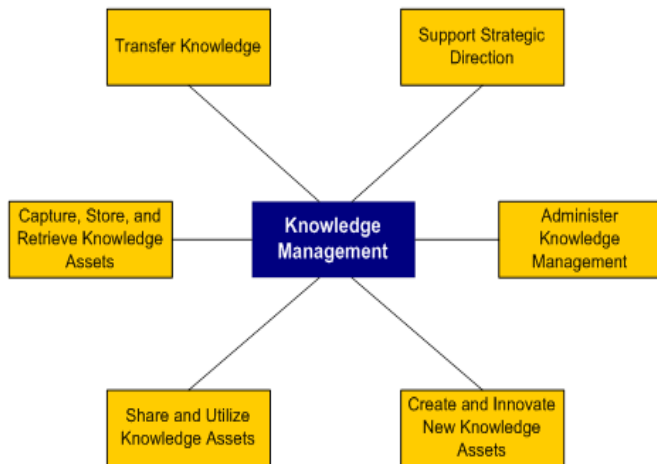 Transfer Knowledge
Support Strategic
Direction
Capture, Store, and
Retrieve Knowledge
Assets
Knowledge
Management
Administer
Knowledge
Management
Share and Utilize
Knowledge Assets
Create and Innovate
New Knowledge
Assets